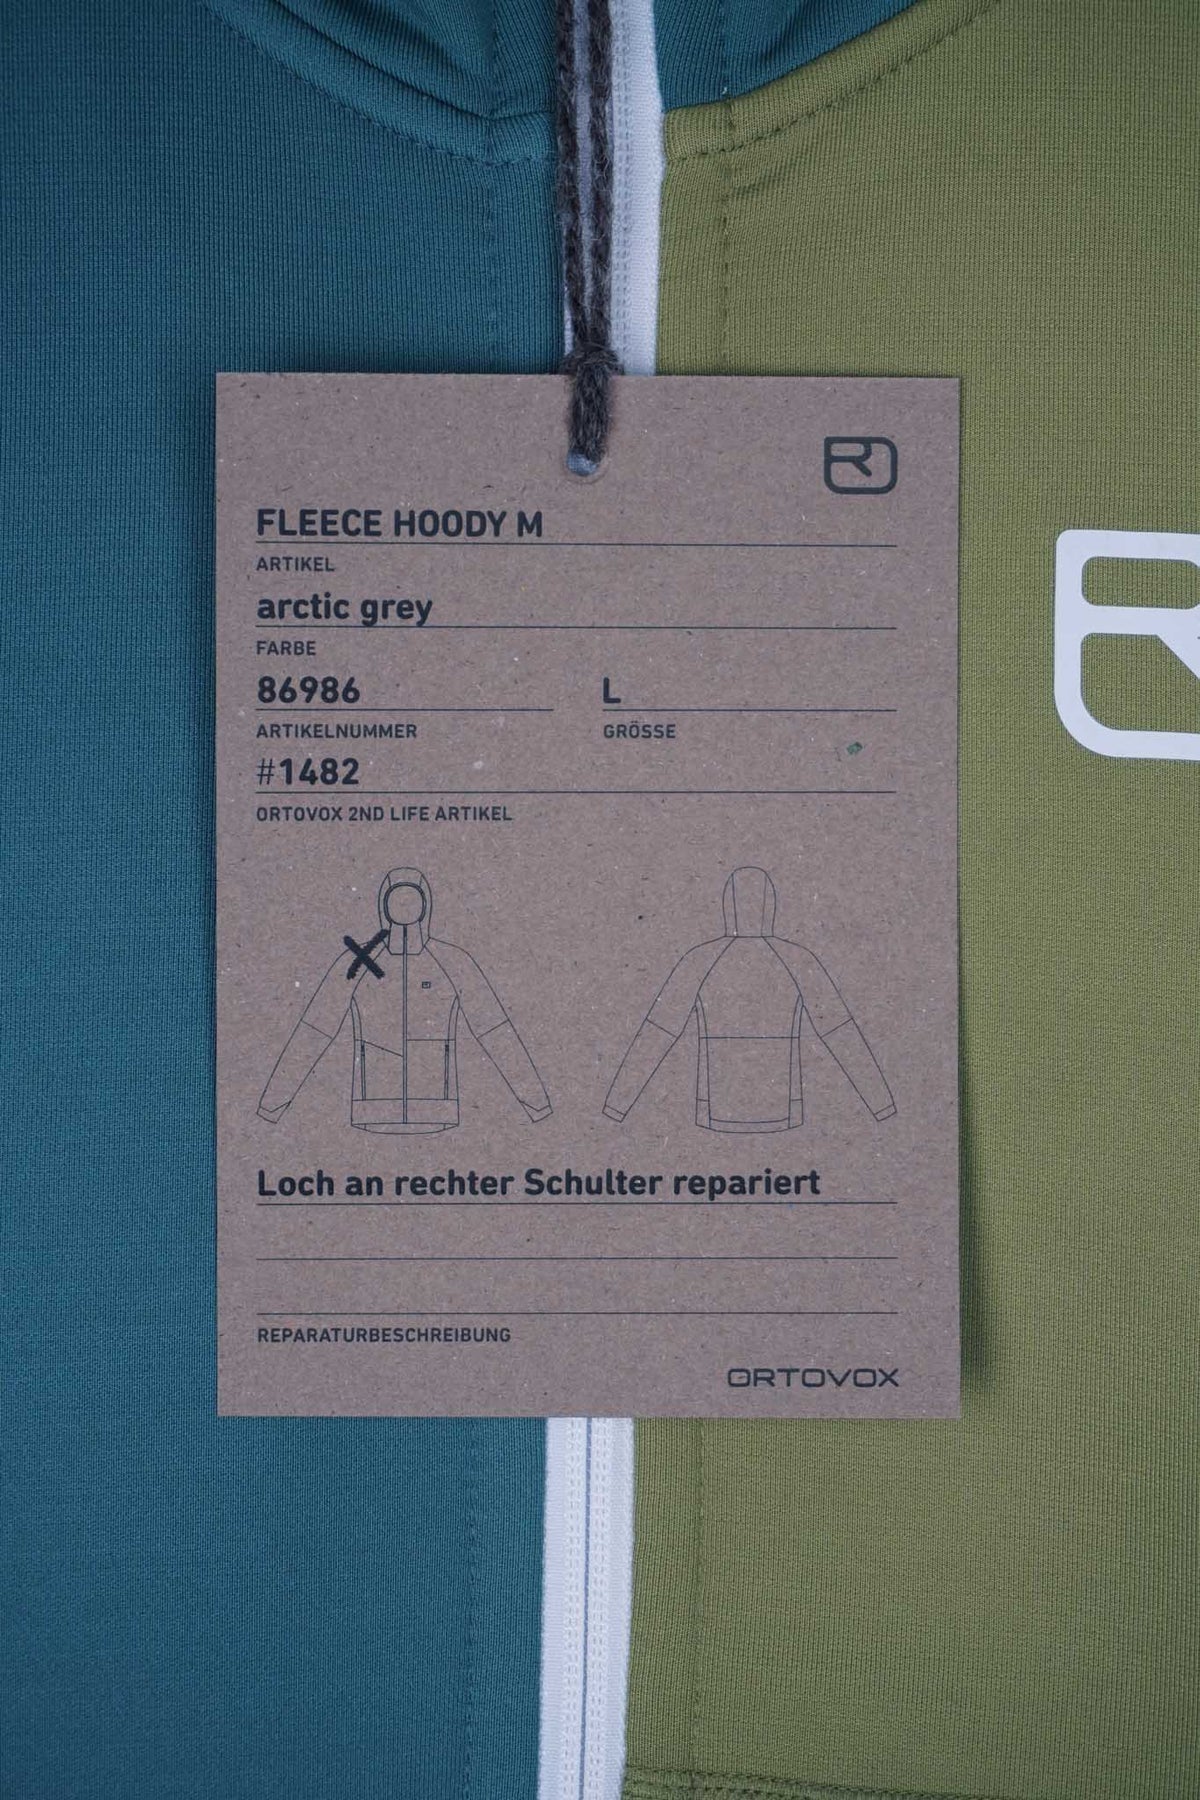 FLEECE HOODY M
ARTIKEL
arctic grey
FARBE
86986 L
ARTIKELNUMMER GRÖSSE
#1482
ORTOVOX 2ND LIFE ARTIKEL
Loch an rechter Schulter repariert
REPARATURBESCHREIBUNG
ORTOVOX